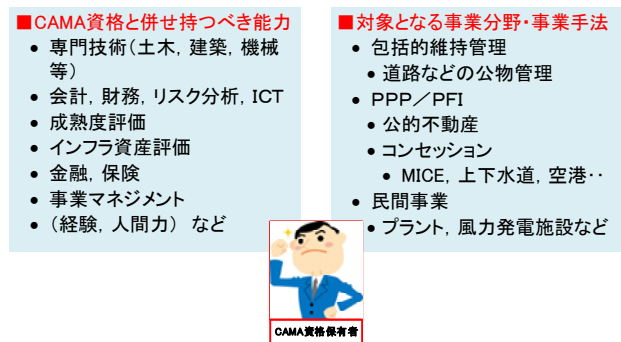 ■CAMA資格と併せ持つべき能力
• 専門技術(土木，建築，機械
等)
• 会計，財務，リスク分析，ICT
• 成熟度評価
• インフラ資産評価
• 金融，保険
• 事業マネジメント
• (経験，人間力) など
■対象となる事業分野・事業手法
• 包括的維持管理
• 道路などの公物管理
• PPP／PFI
• 公的不動産
• コンセッション
• MICE，上下水道，空港‥
• 民間事業
• プラント，風力発電施設など
CAMA資格保有者